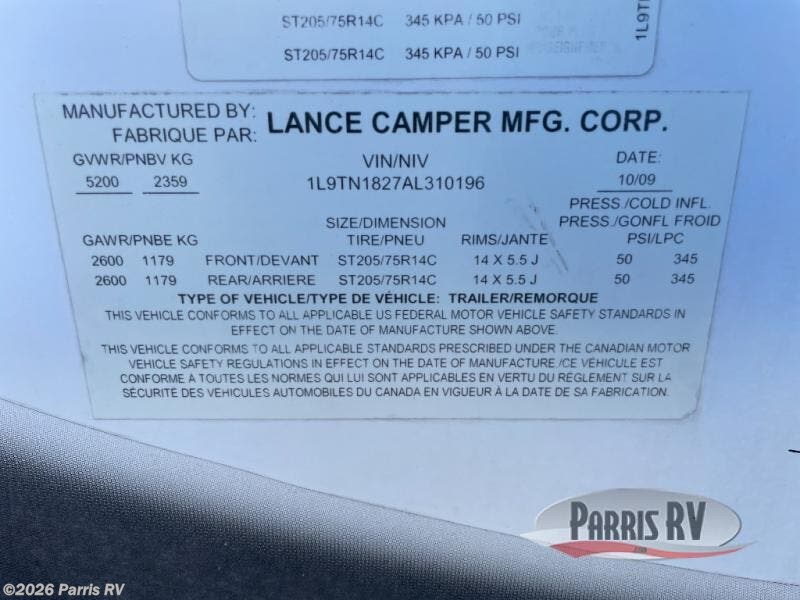 ST205/75R14C 345 KPA / 50 PSI
ST205/75R14C 345 KPA / 50 PSI
1L9T
MANUFACTURED BY: LANCE CAMPER MFG. CORP.
FABRIQUE PAR:
GVWR/PNBV KG VIN/NIV DATE:
5200 2359 1L9TN1827AL310196 10/09
PRESS./COLD INFL.
SIZE/DIMENSION PRESS./GONFL FROID
GAWR/PNBE KG TIRE/PNEU RIMS/JANTE PSI/LPC
2600 1179 FRONT/DEVANT ST205/75R14C 14 X 5.5 J 50 345
2600 1179 REAR/ARRIERE ST205/75R14C 14 X 5.5 J 50 345
TYPE OF VEHICLE/TYPE DE VÉHICLE: TRAILER/REMORQUE
THIS VEHICLE CONFORMS TO ALL APPLICABLE US FEDERAL MOTOR VEHICLE SAFETY STANDARDS IN
EFFECT ON THE DATE OF MANUFACTURE SHOWN ABOVE.
THIS VEHICLE CONFORMS TO ALL APPLICABLE STANDARDS PRESCRIBED UNDER THE CANADIAN MOTOR
VEHICLE SAFETY REGULATIONS IN EFFECT ON THE DATE OF MANUFACTURE./CE VÉHICULE EST
CONFORME A TOUTES LES NORMES QUI LUI SONT APPLICABLES EN VERTU DU RÉGLEMENT SUR LA
SÉCURITÉ DES VEHICULES AUTOMOBILES DU CANADA EN VIGUEUR À LA DATE DE SA FABRICATION.
PARRIS RV
©2026 Parris RV